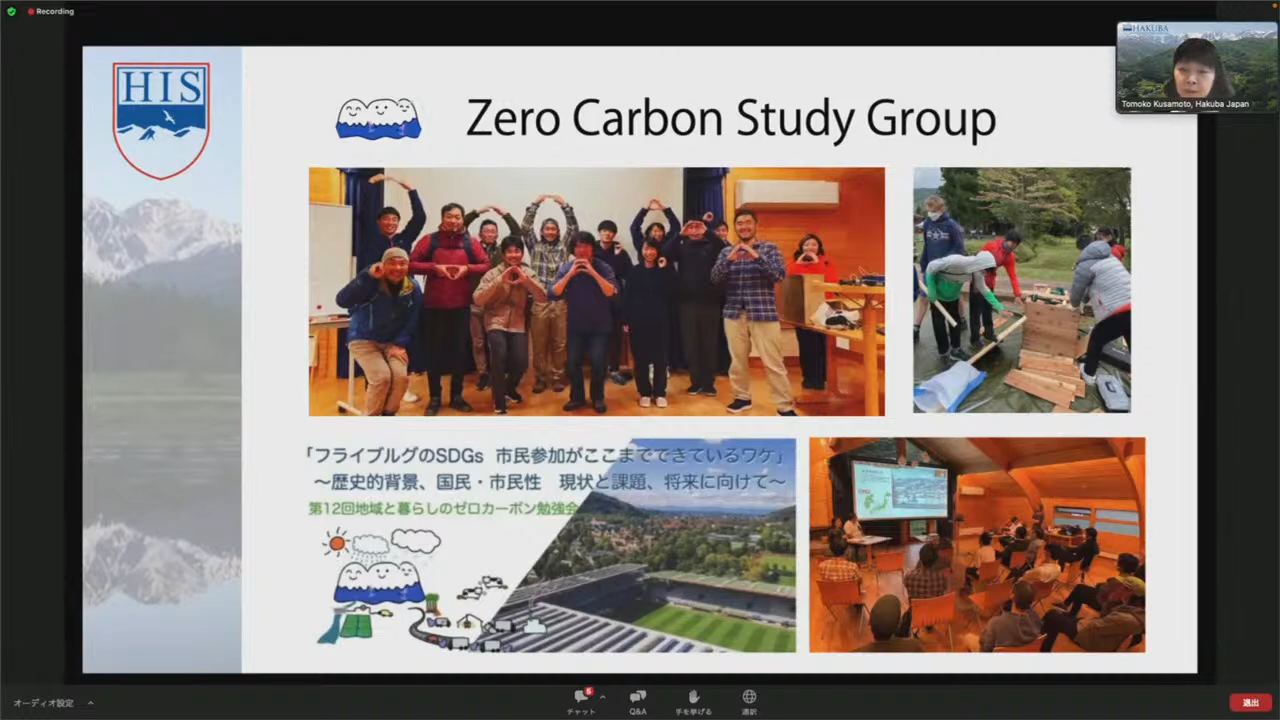 Recording
HIS
Zero Carbon Study Group
HAKUBA
Tomoko Kusamoto, Hakuba Japan
「フライブルグのSDGs 市民参加がここまでできているワケ」
～歴史的背景、国民・市民性 現状と課題、将来に向けて～
第12回地域と暮らしのゼロカーボン勉強会
オーディオ設定
5
チャット
Q&A
手を挙げる
通訳
退出